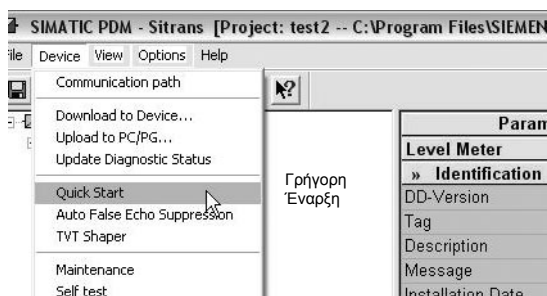 SIMATIC PDM - Sitrans [Project: test2 -- C:\Program Files\SIEMEN
Device View Options Help
Communication path
Download to Device...
Upload to PC/PG...
Update Diagnostic Status
Quick Start
Auto False Echo Suppression
TVT Shaper
Maintenance
Self test
Γρήγορη
Έναρξη
Param
Level Meter
» Identification
DD-Version
Tag
Description
Message
Installation Date